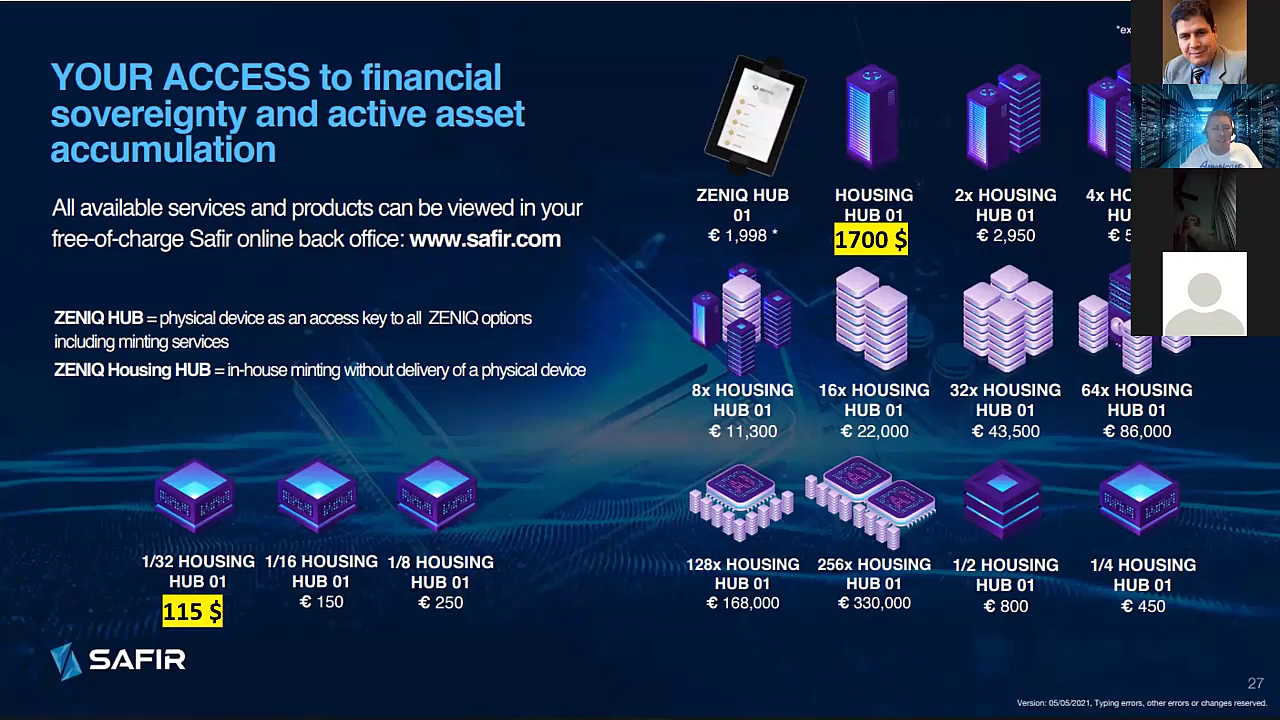 *ex
YOUR ACCESS to financial
sovereignty and active asset
accumulation
All available services and products can be viewed in your
free-of-charge Safir online back office: www.safir.com
ZENIQ HUB = physical device as an access key to all ZENIQ options
including minting services
ZENIQ Housing HUB = in-house minting without delivery of a physical device
ZENIQ HUB
01
€ 1,998 *
HOUSING
HUB 01
1700 $
2x HOUSING
HUB 01
€ 2,950
4x HO
HU
€ 5
8x HOUSING
HUB 01
€ 11,300
16x HOUSING
HUB 01
€ 22,000
32x HOUSING
HUB 01
€ 43,500
64x HOUSING
HUB 01
€ 86,000
1/32 HOUSING
HUB 01
115 $
1/16 HOUSING
HUB 01
€ 150
1/8 HOUSING
HUB 01
€ 250
128x HOUSING
HUB 01
€ 168,000
256x HOUSING
HUB 01
€ 330,000
1/2 HOUSING
HUB 01
€ 800
1/4 HOUSING
HUB 01
€ 450
SAFIR
27
Version: 05/05/2021, Typing errors, other errors or changes reserved.